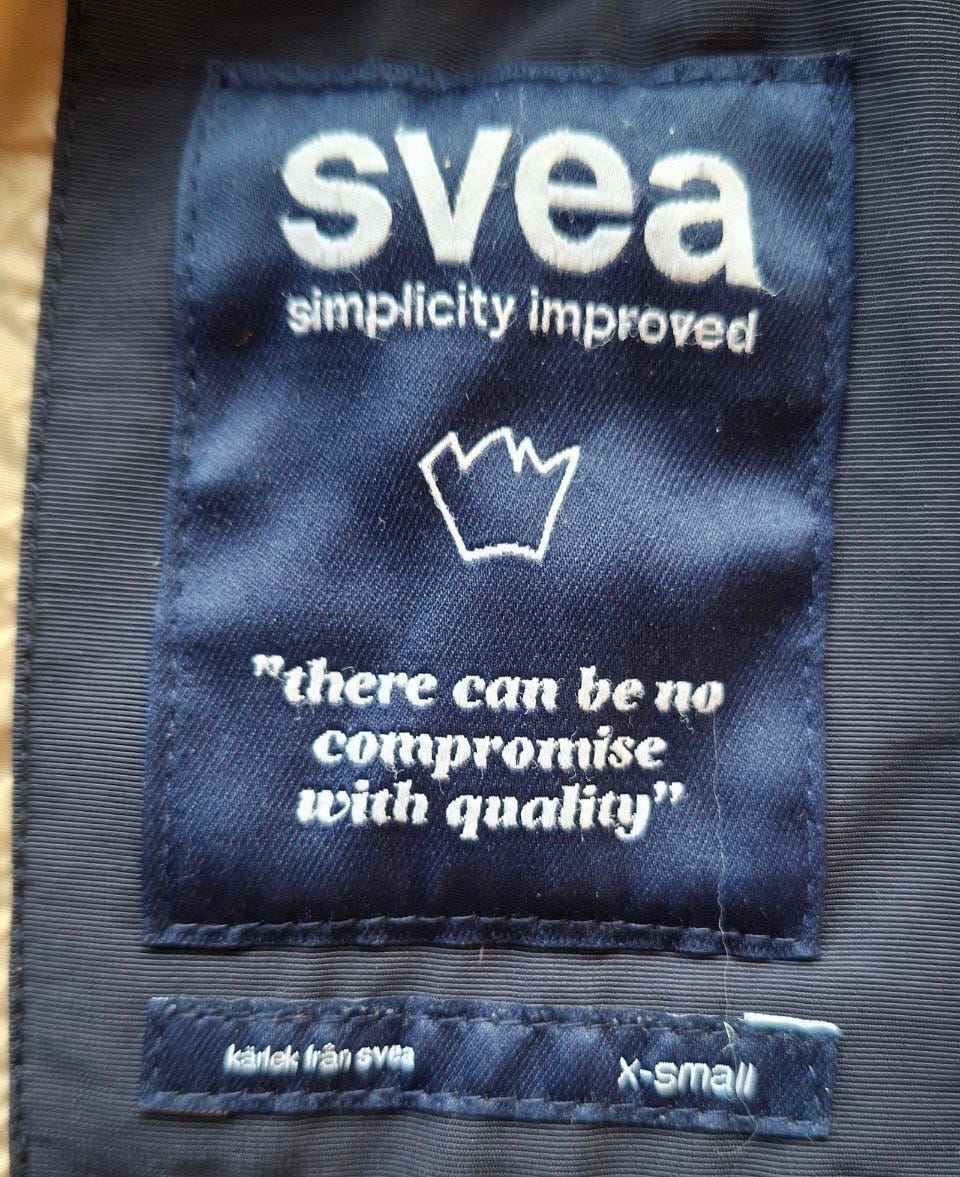 svea
simplicity improved
"there can be no
compromise
with quality”
kärlek från svea
x-small